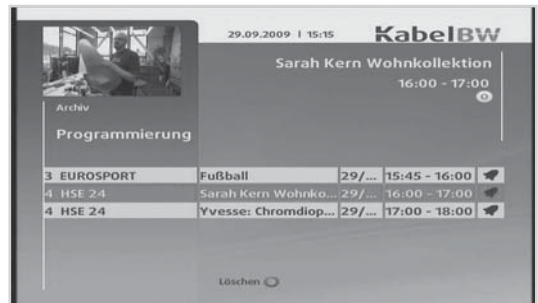 29.09.2009 | 15:15 KabelBW
Sarah Kern Wohnkollektion
16:00 - 17:00
Archiv
Programmierung
3 EUROSPORT Fußball 29/... 15:45 - 16:00
4 HSE 24 Sarah Kern Wohnko... 29/... 16:00 - 17:00
4 HSE 24 Yvesse: Chromdiop... 29/... 17:00 - 18:00
Löschen